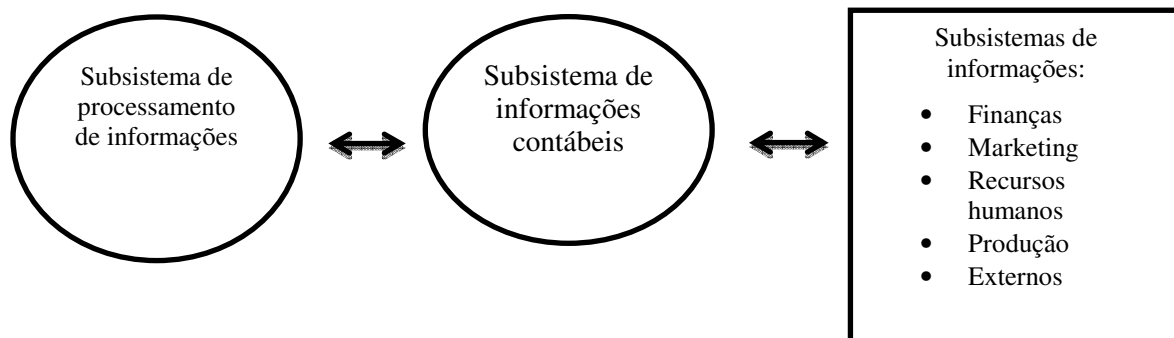 Subsistema de
processamento
de informações
Subsistema de
informações
contábeis
Subsistemas de
informações:
• Finanças
• Marketing
• Recursos
humanos
• Produção
• Externos